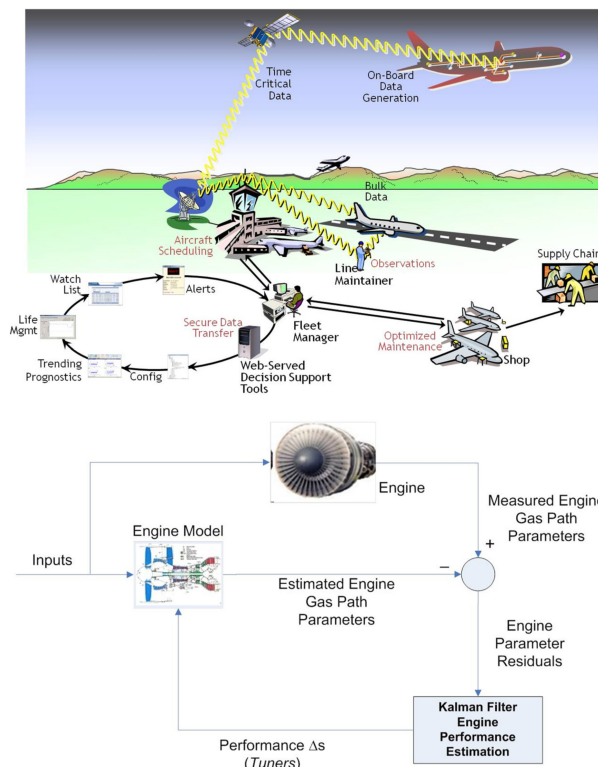 Time
Critical
Data
On-Board
Data
Generation
Bulk
Data
Aircraft
Scheduling
Observations
Line
Maintainer
Supply Chain
Watch
List
Alerts
Life
Mgmt
Secure Data
Transfer
Fleet
Manager
Optimized
Maintenance
Shop
Trending
Prognostics
Config
Web-Served
Decision Support
Tools
Engine
Measured Engine
Gas Path
Parameters
Engine Model
Inputs
+
−
Estimated Engine
Gas Path
Parameters
Engine
Parameter
Residuals
Kalman Filter
Engine
Performance
Estimation
Performance Δs
(Tuners)